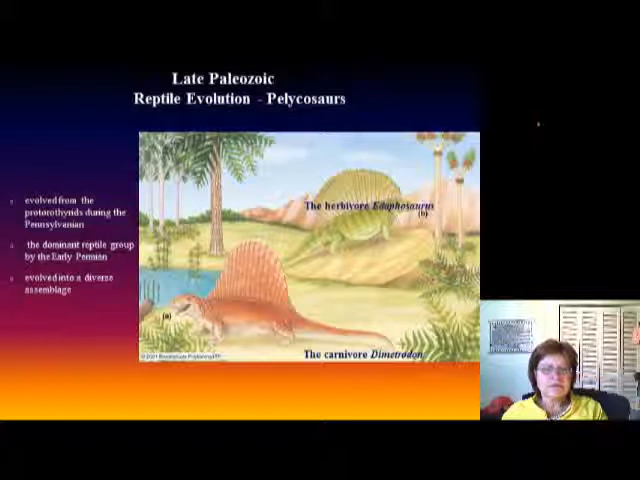 Late Paleozoic
Reptile Evolution - Pelycosaurs
evolved from the
protorothyrids during the
Pennsylvanian
the dominant reptile group
by the Early Permian
evolved into a diverse
assemblage
The herbivore Edaphosaurus
(b)
(a)
The carnivore Dimetrodon